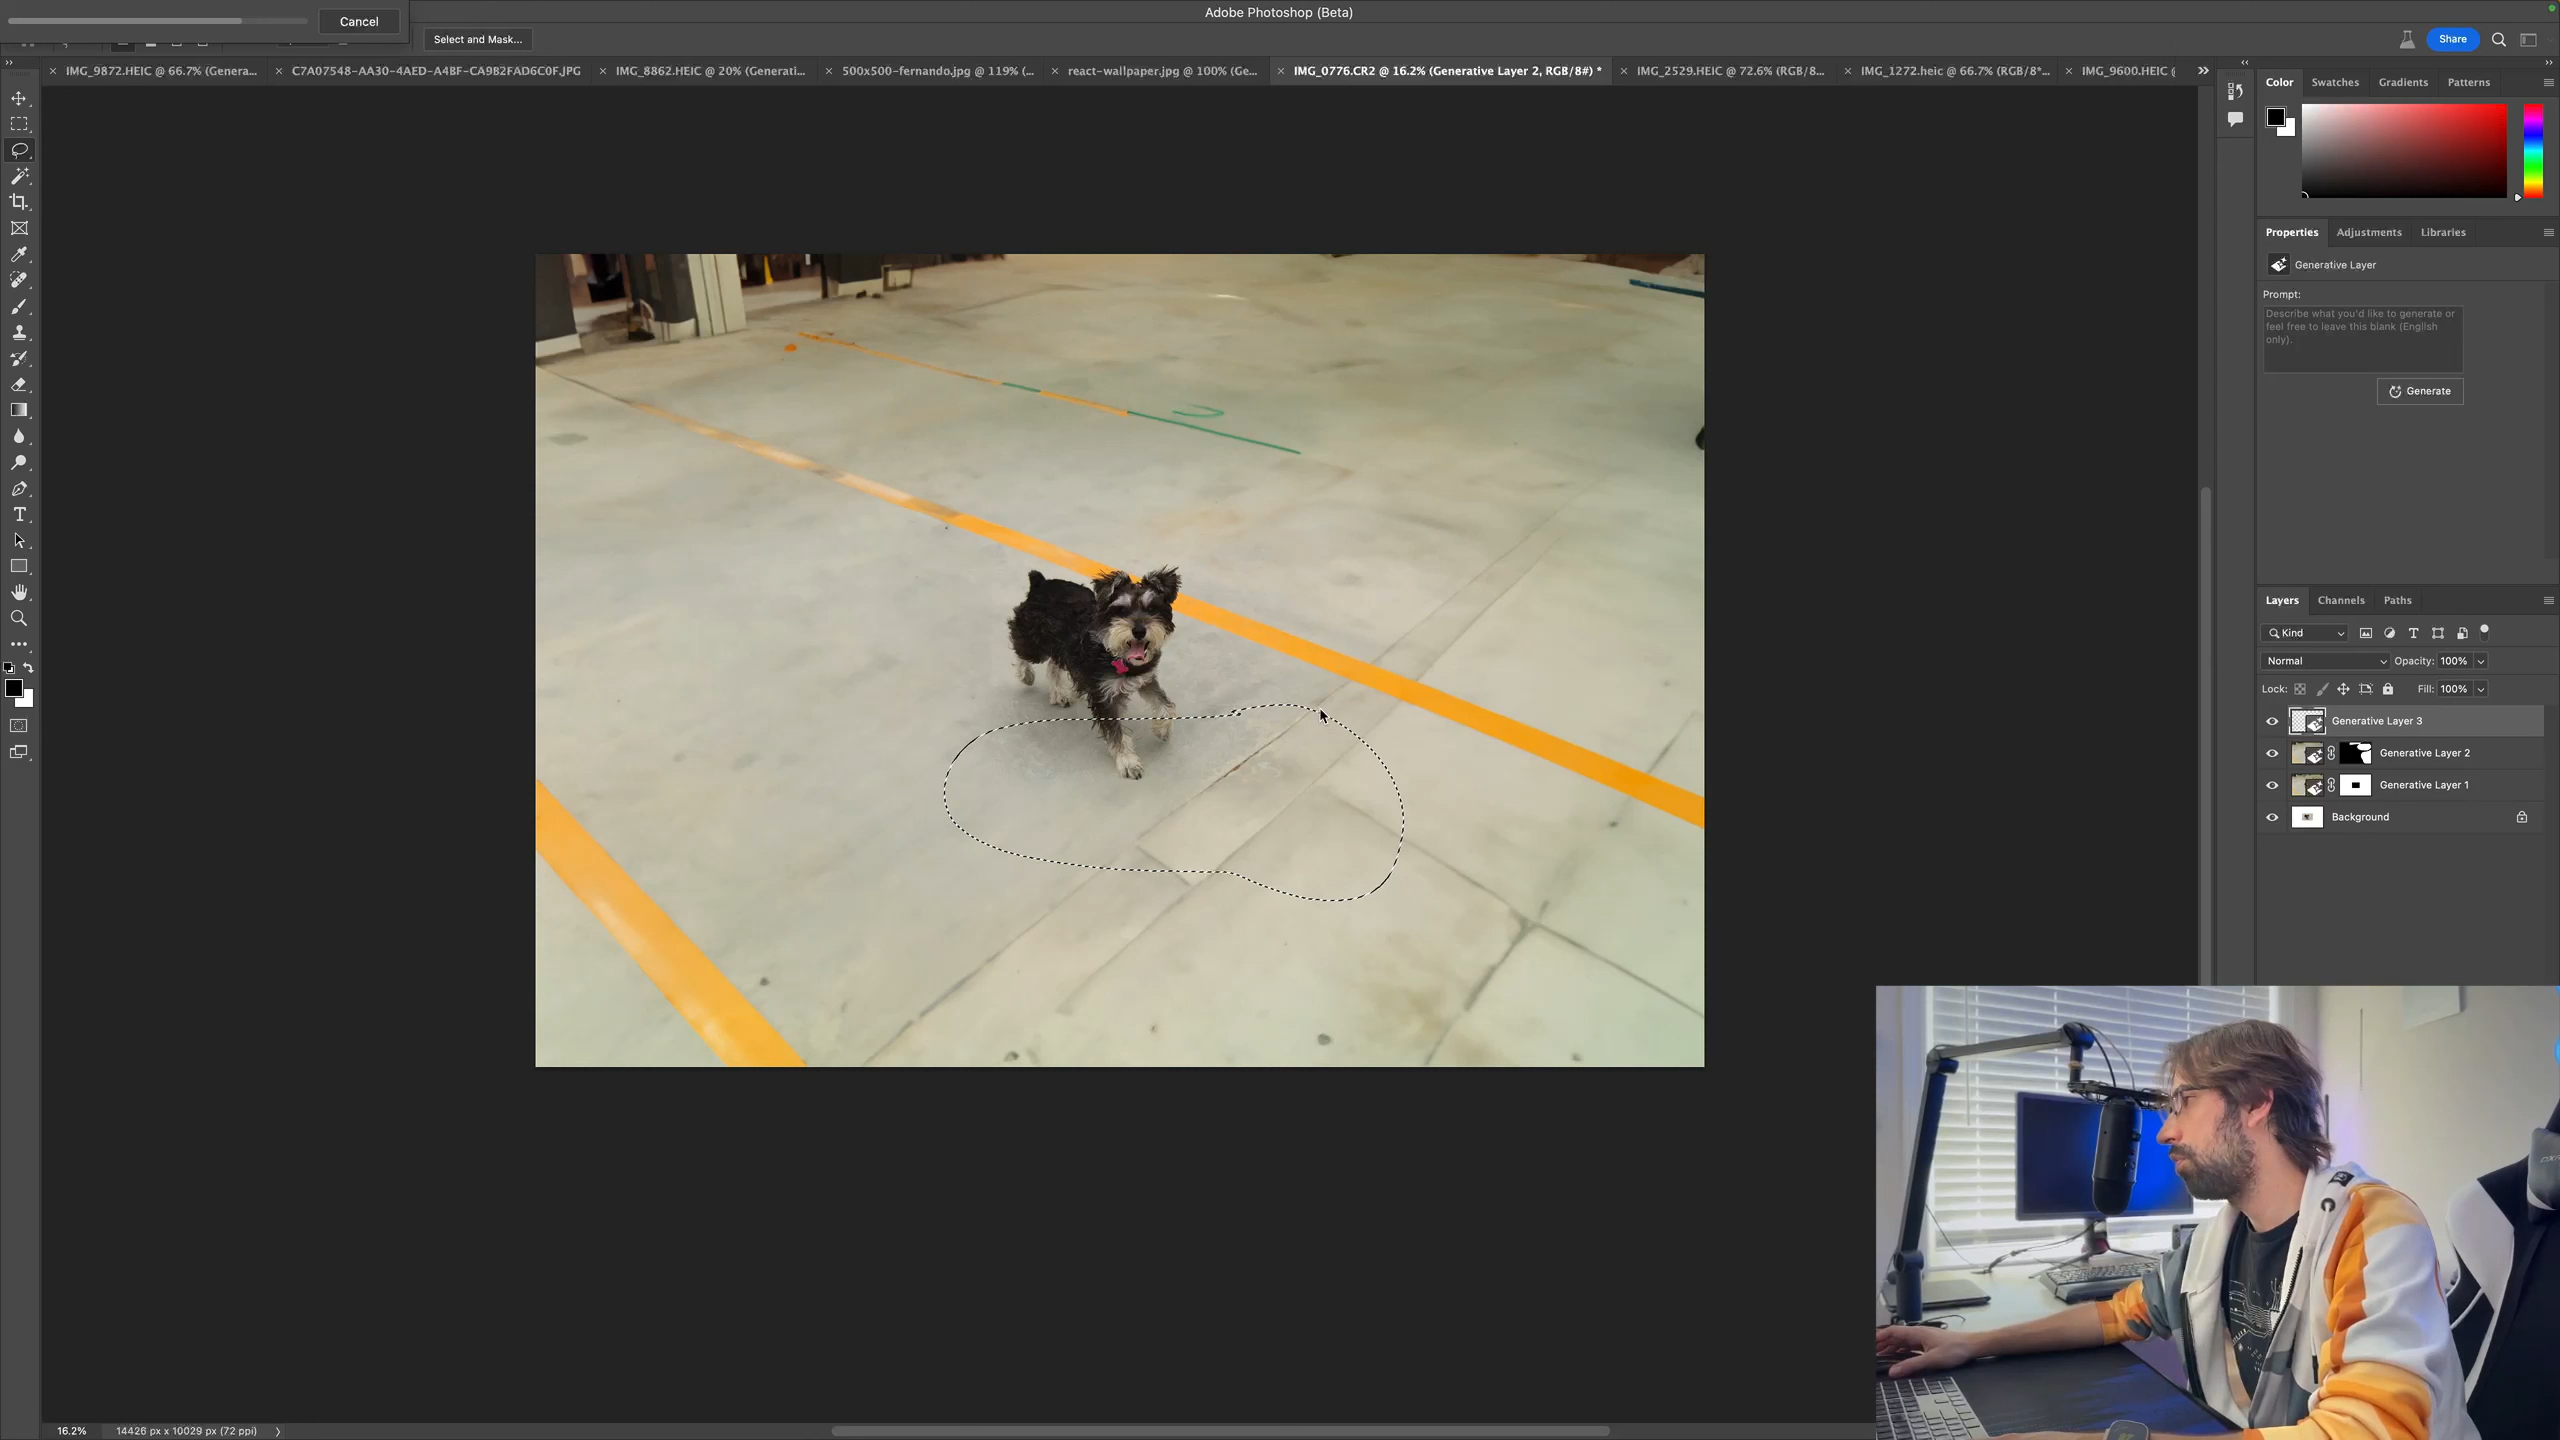 Adobe Photoshop (Beta)
Cancel
Select and Mask...
Share
IMG_9872.HEIC @ 66.7% (Genera...
C7A07548-AA30-4AED-A4BF-CA9B2FAD6C0F.JPG
IMG_8862.HEIC @ 20% (Generati...
500x500-fernando.jpg @ 119% (...
react-wallpaper.jpg @ 100% (Ge...
IMG_0776.CR2 @ 16.2% (Generative Layer 2, RGB/8#) *
IMG_2529.HEIC @ 72.6% (RGB/8...
IMG_1272.heic @ 66.7% (RGB/8*...
IMG_9600.HEIC
Color Swatches Gradients Patterns
Properties Adjustments Libraries
Generative Layer
Prompt:
Describe what you'd like to generate or
feel free to leave this blank (English
only).
Generate
Layers Channels Paths
Kind
Normal Opacity: 100%
Lock: Fill: 100%
Generative Layer 3
Generative Layer 2
Generative Layer 1
Background
16.2% 14426 px x 10029 px (72 ppi)